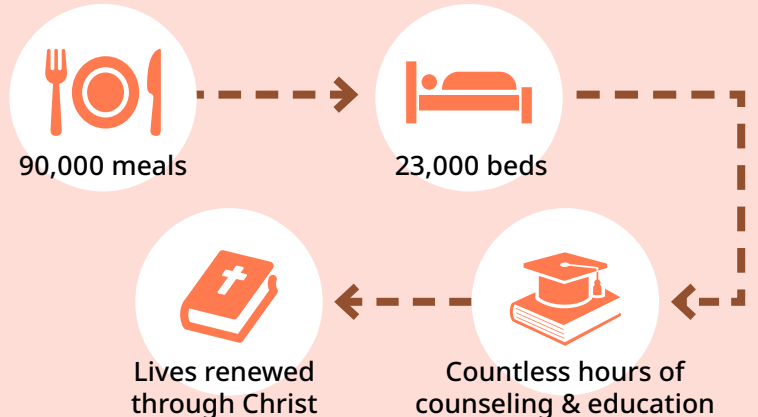 90,000 meals
23,000 beds
Countless hours of
counseling & education
Lives renewed
through Christ